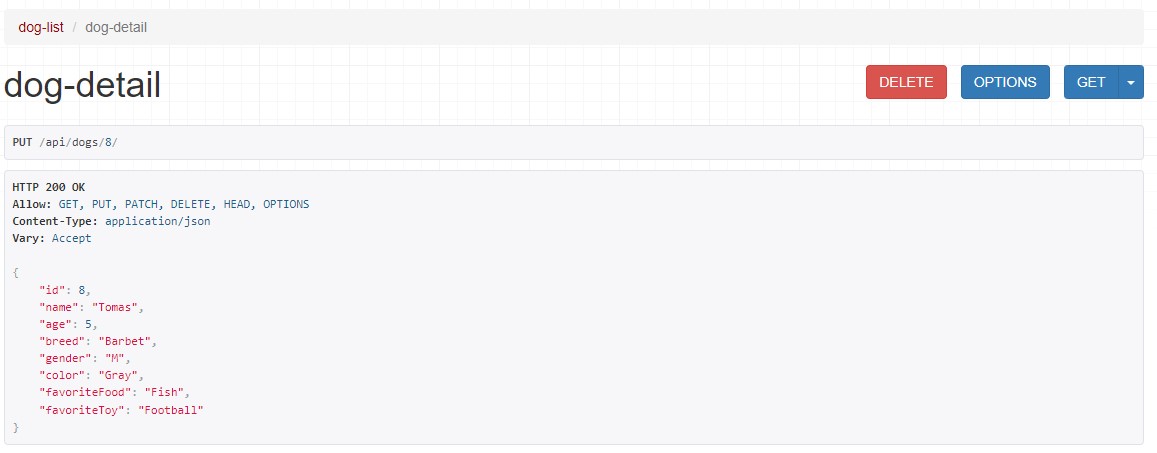 dog-list / dog-detail
dog-detail
DELETE OPTIONS GET
PUT /api/dogs/8/
HTTP 200 OK
Allow: GET, PUT, PATCH, DELETE, HEAD, OPTIONS
Content-Type: application/json
Vary: Accept
{
    "id": 8,
    "name": "Tomas",
    "age": 5,
    "breed": "Barbet",
    "gender": "M",
    "color": "Gray",
    "favoriteFood": "Fish",
    "favoriteToy": "Football"
}